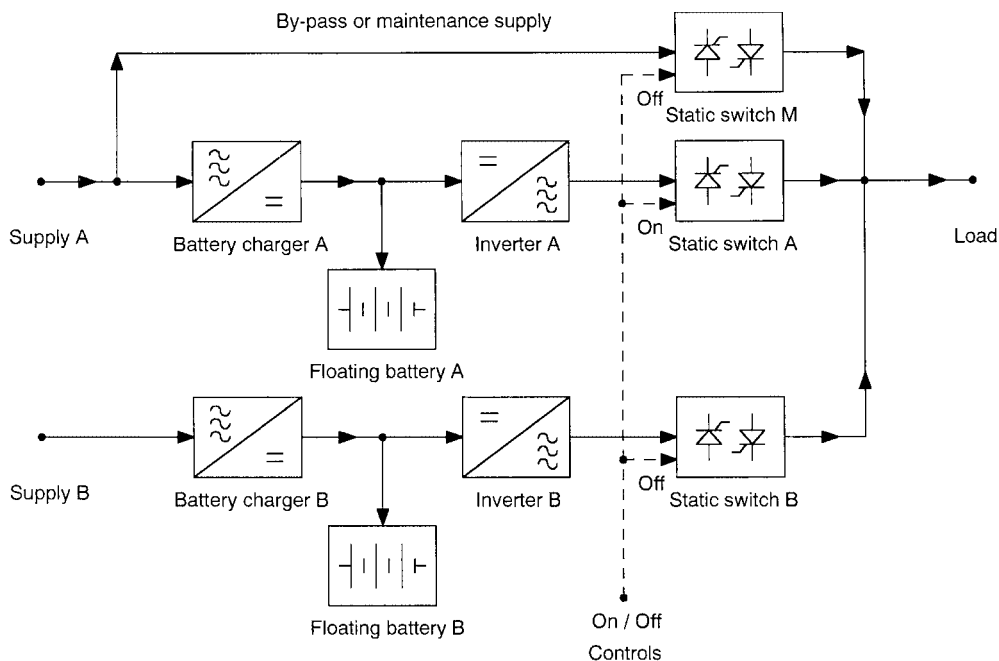 By-pass or maintenance supply
Off
Static switch M
On
Supply A
Battery charger A
Inverter A
Static switch A
Load
Floating battery A
Off
Supply B
Battery charger B
Inverter B
Static switch B
Floating battery B
On / Off
Controls